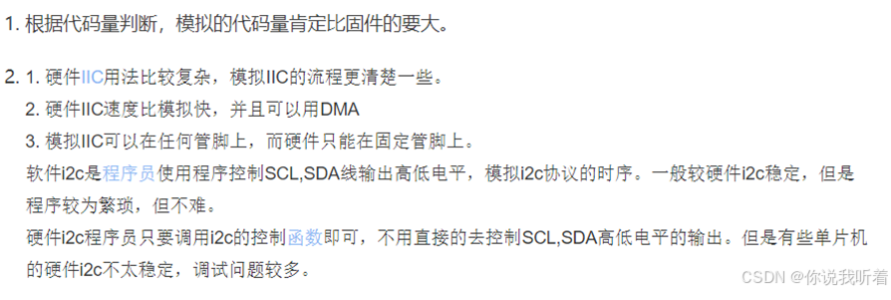 1. 根据代码量判断，模拟的代码量肯定比固件的要大。
2. 1. 硬件IIC用法比较复杂，模拟IIC的流程更清楚一些。
2. 硬件IIC速度比模拟快，并且可以用DMA
3. 模拟IIC可以在任何管脚上，而硬件只能在固定管脚上。
软件i2c是程序员使用程序控制SCL,SDA线输出高低电平，模拟i2c协议的时序。一般较硬件i2c稳定，但是
程序较为繁琐，但不难。
硬件i2c程序员只要调用i2c的控制函数即可，不用直接的去控制SCL,SDA高低电平的输出。但是有些单片机
的硬件i2c不太稳定，调试问题较多。
CSDN @你说我听着